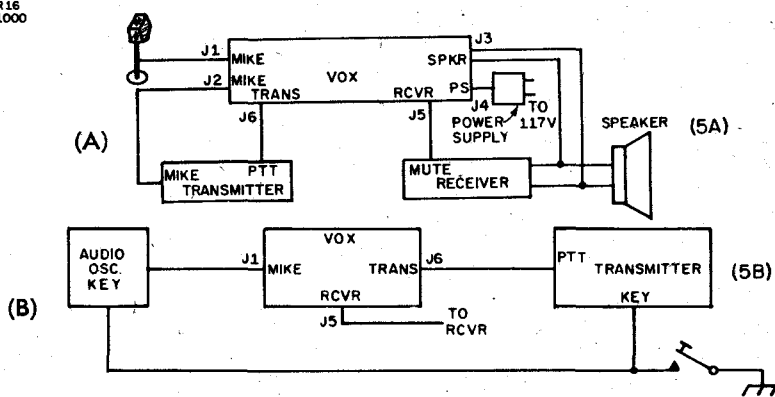 R16
1000
J1
MIKE
J2
MIKE
TRANS
J6
VOX
J3
SPKR
PS
RCVR
J4
J5
POWER
SUPPLY
TO
117V
SPEAKER
(5A)
(A)
MIKE
PTT
TRANSMITTER
MUTE
RECEIVER
(B)
AUDIO
OSC.
KEY
J1
VOX
MIKE
TRANS
J6
RCVR
J5
TO
RCVR
PTT
TRANSMITTER
KEY
(5B)